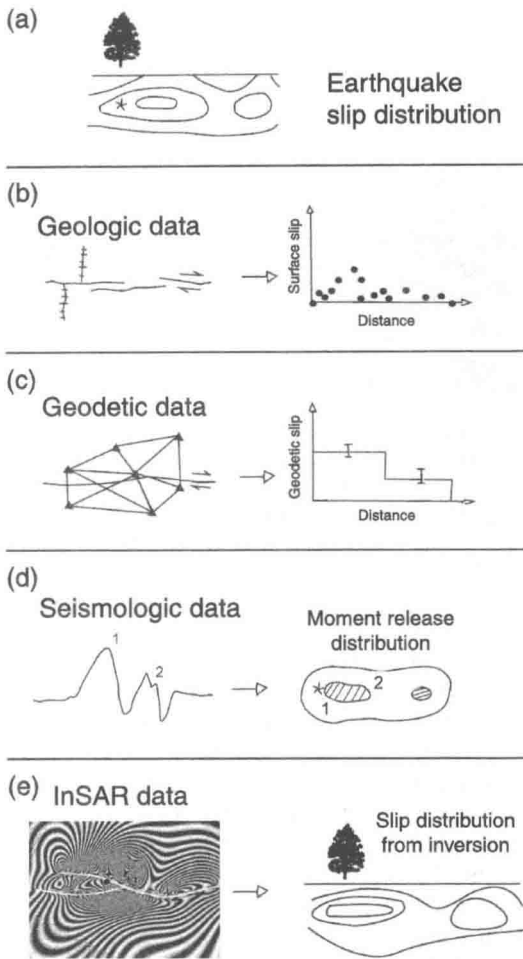 (a)
Earthquake
slip distribution
(b)
Geologic data
Surface slip
Distance
(c)
Geodetic data
Geodetic slip
Distance
(d)
Seismologic data
1
2
Moment release
distribution
1
2
(e)
InSAR data
Slip distribution
from inversion